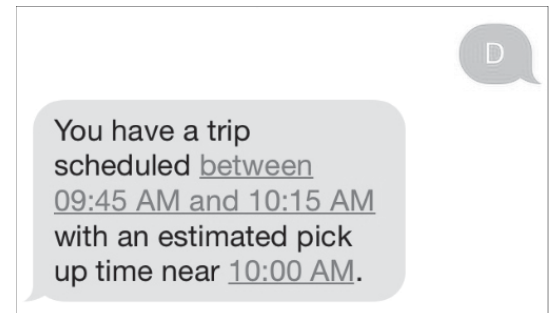 D
You have a trip
scheduled between
09:45 AM and 10:15 AM
with an estimated pick
up time near 10:00 AM.